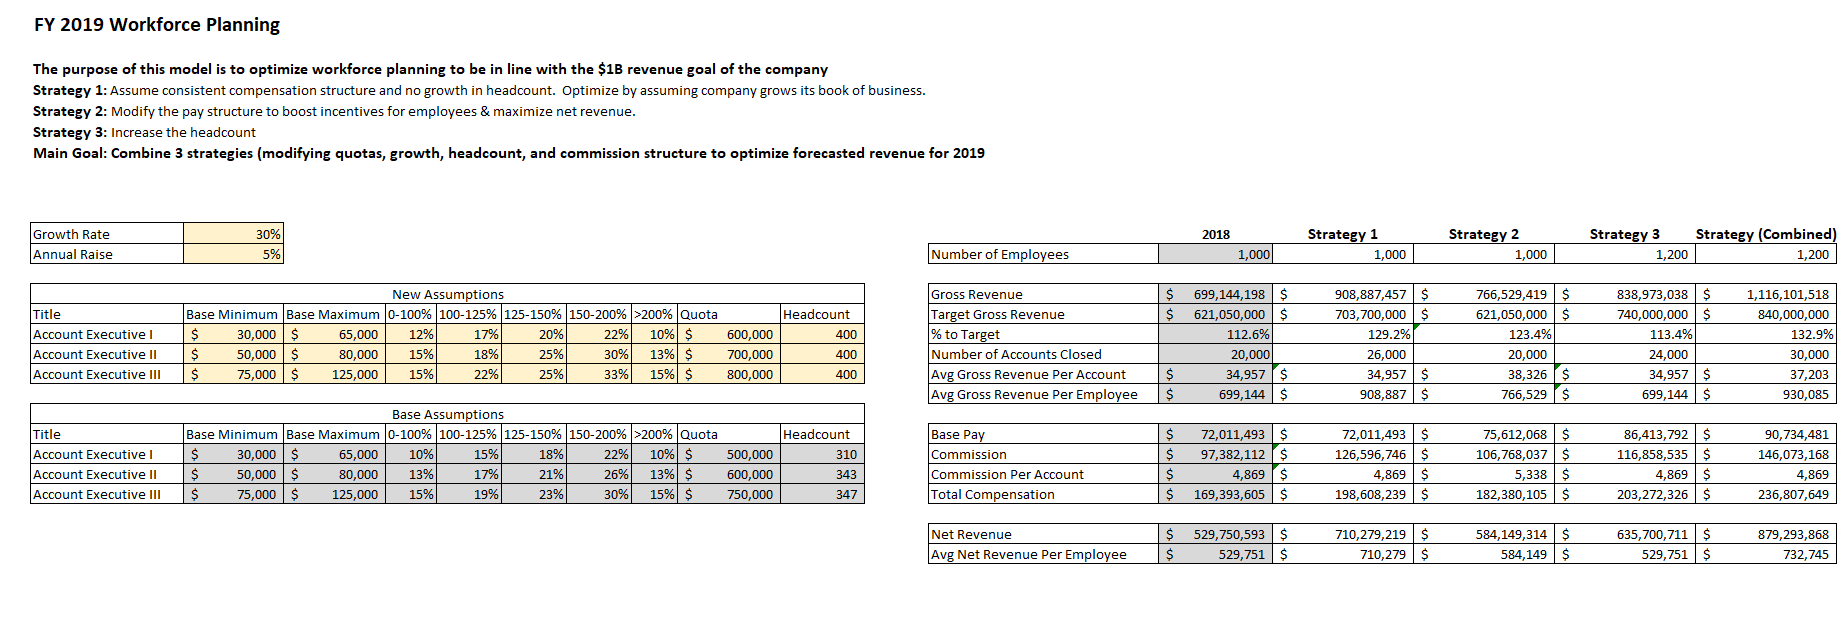 FY 2019 Workforce Planning
The purpose of this model is to optimize workforce planning to be in line with the $1B revenue goal of the company
Strategy 1: Assume consistent compensation structure and no growth in headcount. Optimize by assuming company grows its book of business.
Strategy 2: Modify the pay structure to boost incentives for employees & maximize net revenue.
Strategy 3: Increase the headcount
Main Goal: Combine 3 strategies (modifying quotas, growth, headcount, and commission structure to optimize forecasted revenue for 2019
Growth Rate 30%
Annual Raise 5%
New Assumptions
Title Base Minimum Base Maximum 0-100% 100-125% 125-150% 150-200% >200% Quota Headcount
Account Executive I $ 30,000 $ 65,000 12% 17% 20% 22% 10% $ 600,000 400
Account Executive II $ 50,000 $ 80,000 15% 18% 25% 30% 13% $ 700,000 400
Account Executive III $ 75,000 $ 125,000 15% 22% 25% 33% 15% $ 800,000 400
Base Assumptions
Title Base Minimum Base Maximum 0-100% 100-125% 125-150% 150-200% >200% Quota Headcount
Account Executive I $ 30,000 $ 65,000 10% 15% 18% 22% 10% $ 500,000 310
Account Executive II $ 50,000 $ 80,000 13% 17% 21% 26% 13% $ 600,000 343
Account Executive III $ 75,000 $ 125,000 15% 19% 23% 30% 15% $ 750,000 347
2018 Strategy 1 Strategy 2 Strategy 3 Strategy (Combined)
Number of Employees 1,000 1,000 1,000 1,200 1,200
Gross Revenue $ 699,144,198 $ 908,887,457 $ 766,529,419 $ 838,973,038 $ 1,116,101,518
Target Gross Revenue $ 621,050,000 $ 703,700,000 $ 621,050,000 $ 740,000,000 $ 840,000,000
% to Target 112.6% 129.2% 123.4% 113.4% 132.9%
Number of Accounts Closed 20,000 26,000 20,000 24,000 30,000
Avg Gross Revenue Per Account $ 34,957 $ 34,957 $ 38,326 $ 34,957 $ 37,203
Avg Gross Revenue Per Employee $ 699,144 $ 908,887 $ 766,529 $ 699,144 $ 930,085
Base Pay $ 72,011,493 $ 72,011,493 $ 75,612,068 $ 86,413,792 $ 90,734,481
Commission $ 97,382,112 $ 126,596,746 $ 106,768,037 $ 116,858,535 $ 146,073,168
Commission Per Account $ 4,869 $ 4,869 $ 5,338 $ 4,869 $ 4,869
Total Compensation $ 169,393,605 $ 198,608,239 $ 182,380,105 $ 203,272,326 $ 236,807,649
Net Revenue $ 529,750,593 $ 710,279,219 $ 584,149,314 $ 635,700,711 $ 879,293,868
Avg Net Revenue Per Employee $ 529,751 $ 710,279 $ 584,149 $ 529,751 $ 732,745